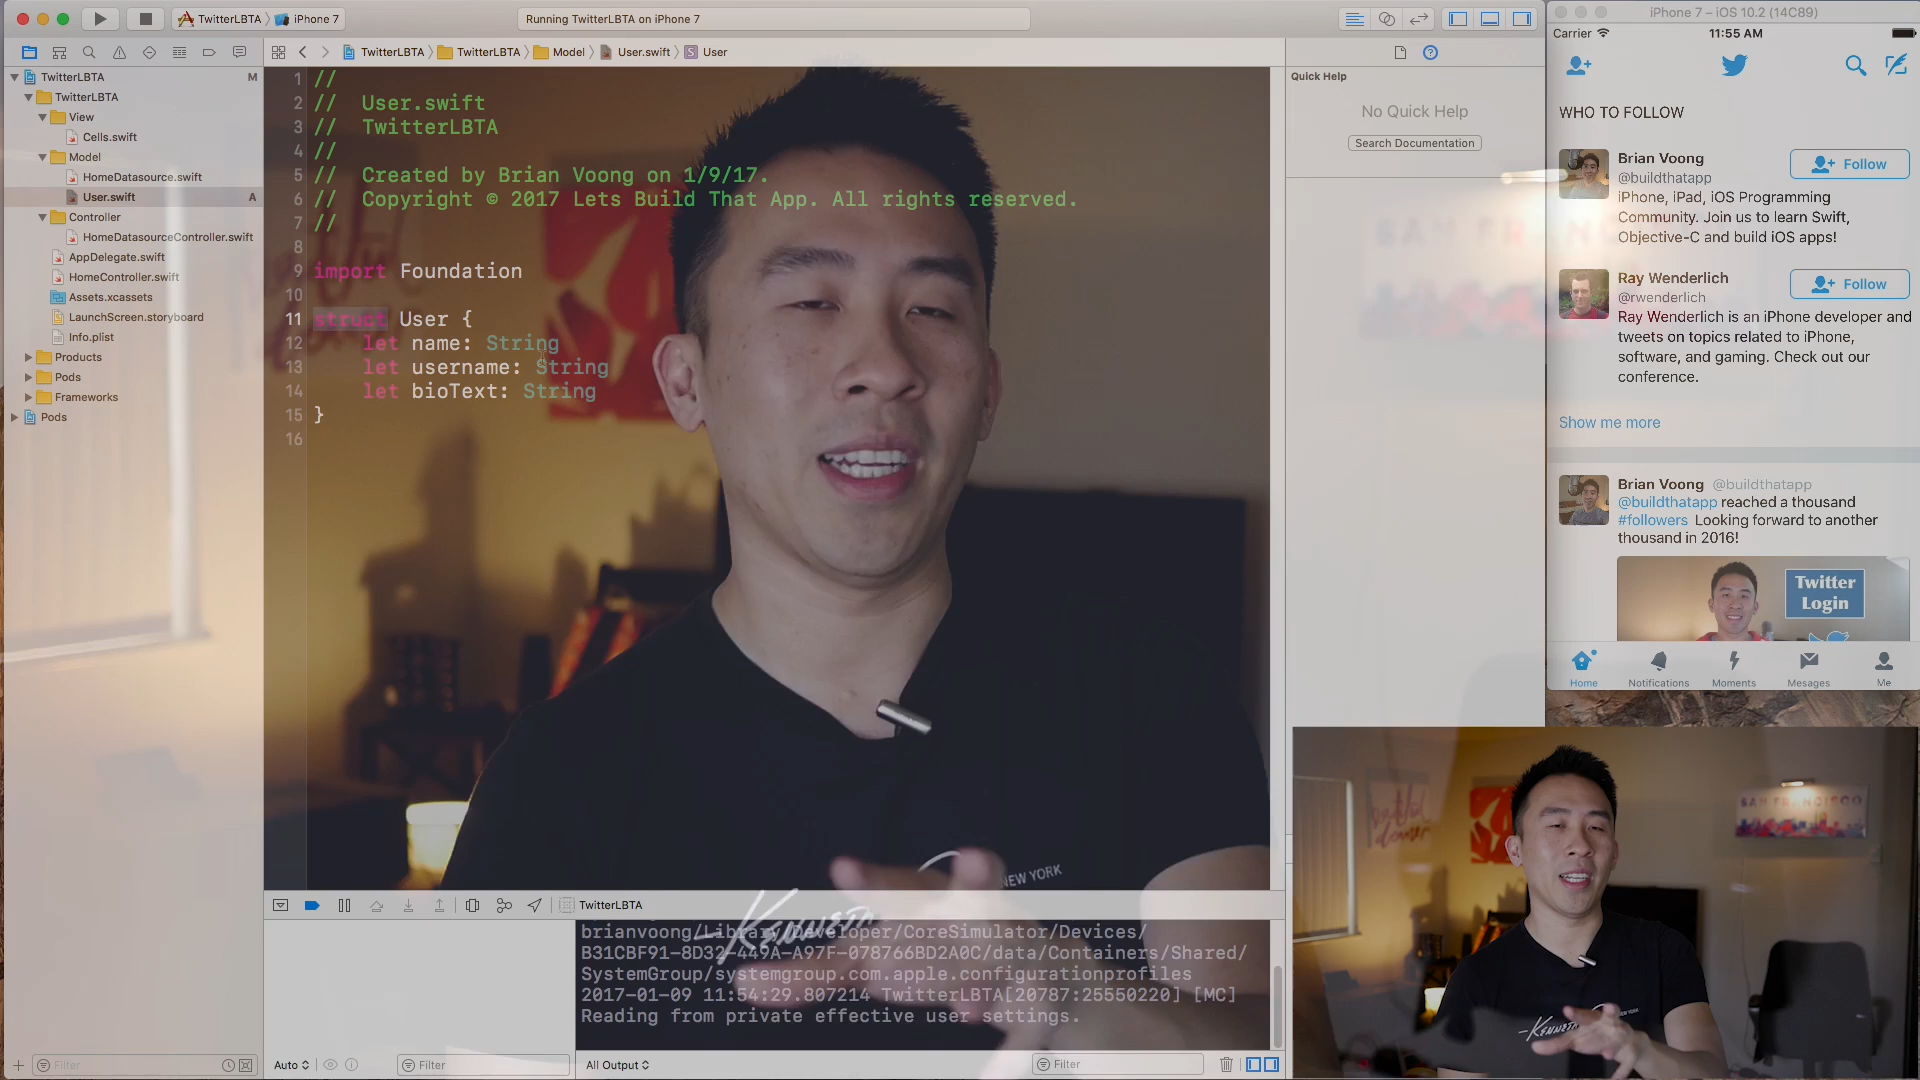 TwitterLBTA
iPhone 7
Running TwitterLBTA on iPhone 7
TwitterLBTA
TwitterLBTA
Model
User.swift
S
User
TwitterLBTA
M
TwitterLBTA
View
Cells.swift
Model
HomeDatasource.swift
User.swift
A
Controller
HomeDatasourceController.swift
AppDelegate.swift
HomeController.swift
Assets.xcassets
LaunchScreen.storyboard
Info.plist
Products
Pods
Frameworks
Pods
Filter
1 //
2 //  User.swift
3 //  TwitterLBTA
4 //
5 //  Created by Brian Voong on 1/9/17.
6 //  Copyright © 2017 Lets Build That App. All rights reserved.
7 //
8
9 import Foundation
10
11 struct User {
12     let name: String
13     let username: String
14     let bioText: String
15 }
16
TwitterLBTA
brianvoong/Library/Developer/CoreSimulator/Devices/
B31CBF91-8D32-449A-A97F-078766BD2A0C/data/Containers/Shared/
SystemGroup/systemgroup.com.apple.configurationprofiles
2017-01-09 11:54:29.807214 TwitterLBTA[20787:25550220] [MC]
Reading from private effective user settings.
Auto
Filter
All Output
Filter
Quick Help
No Quick Help
Search Documentation
iPhone 7 – iOS 10.2 (14C89)
Carrier
11:55 AM
WHO TO FOLLOW
Brian Voong
@buildthatapp
Follow
iPhone, iPad, iOS Programming
Community. Join us to learn Swift,
Objective-C and build iOS apps!
Ray Wenderlich
@rwenderlich
Follow
Ray Wenderlich is an iPhone developer and
tweets on topics related to iPhone,
software, and gaming. Check out our
conference.
Show me more
Brian Voong @buildthatapp
@buildthatapp reached a thousand
#followers Looking forward to another
thousand in 2016!
Twitter
Login
Home
Notifications
Moments
Mesages
Me
NEW YORK
SAN FRANCISCO